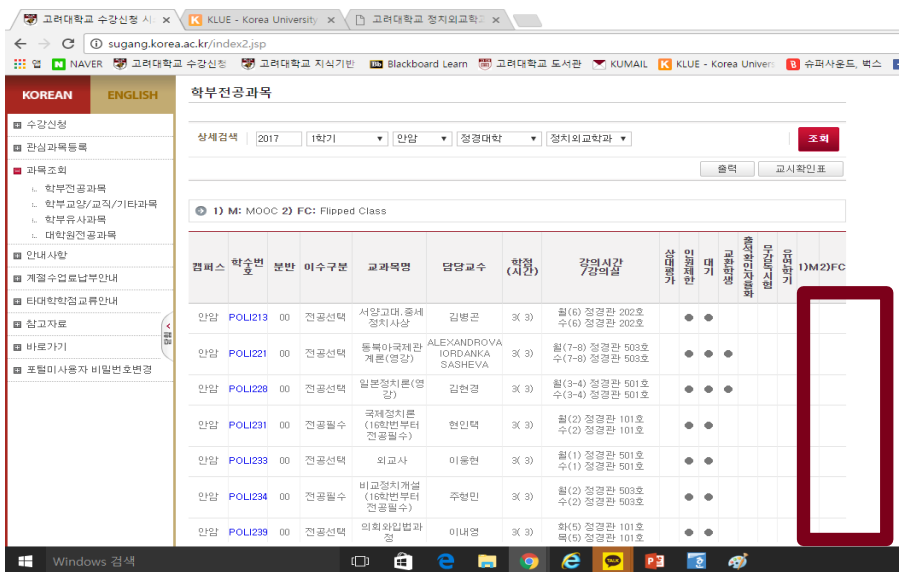 고려대학교 수강신청 시
KLUE - Korea University
고려대학교 정치외교학
sugang.korea.ac.kr/index2.jsp
앱 NAVER 고려대학교 수강신청 고려대학교 지식기반 Blackboard Learn 고려대학교 도서관 KUMAIL KLUE - Korea Univers 슈퍼사운드, 벅스
KOREAN ENGLISH
수강신청
관심과목등록
과목조회
학부전공과목
학부교양/교직/기타과목
학부유사과목
대학원전공과목
안내사항
계절수업료납부안내
타대학학점교류안내
참고자료
바로가기
포털미사용자 비밀번호변경
학부전공과목
상세검색 2017 1학기 안암 정경대학 정치외교학과 조회
출력 교시확인표
1) M: MOOC 2) FC: Flipped Class
캠퍼스 학수번호 분반 이수구분 교과목명 담당교수 학점(시간) 강의시간/강의실 상대평가 인원제한 대기 교환학생 출석확인자율화 무감독시험 유연학기 1)M 2)FC
안암 POLI213 00 전공선택 서양고대.중세정치사상 김병곤 3( 3) 월(6) 정경관 202호
수(6) 정경관 202호
안암 POLI221 00 전공선택 동북아국제관계론(영강) ALEXANDROVA IORDANKA SASHEVA 3( 3) 월(7-8) 정경관 503호
수(7-8) 정경관 503호
안암 POLI228 00 전공선택 일본정치론(영강) 김현경 3( 3) 월(3-4) 정경관 501호
수(3-4) 정경관 501호
안암 POLI231 00 전공필수 국제정치론(16학번부터 전공필수) 현인택 3( 3) 월(2) 정경관 101호
수(2) 정경관 101호
안암 POLI233 00 전공선택 외교사 이웅현 3( 3) 월(1) 정경관 501호
수(1) 정경관 501호
안암 POLI234 00 전공필수 비교정치개설(16학번부터 전공필수) 주형민 3( 3) 월(2) 정경관 503호
수(2) 정경관 503호
안암 POLI239 00 전공선택 의회와입법과정 이내영 3( 3) 화(5) 정경관 101호
목(5) 정경관 101호
Windows 검색
TALK